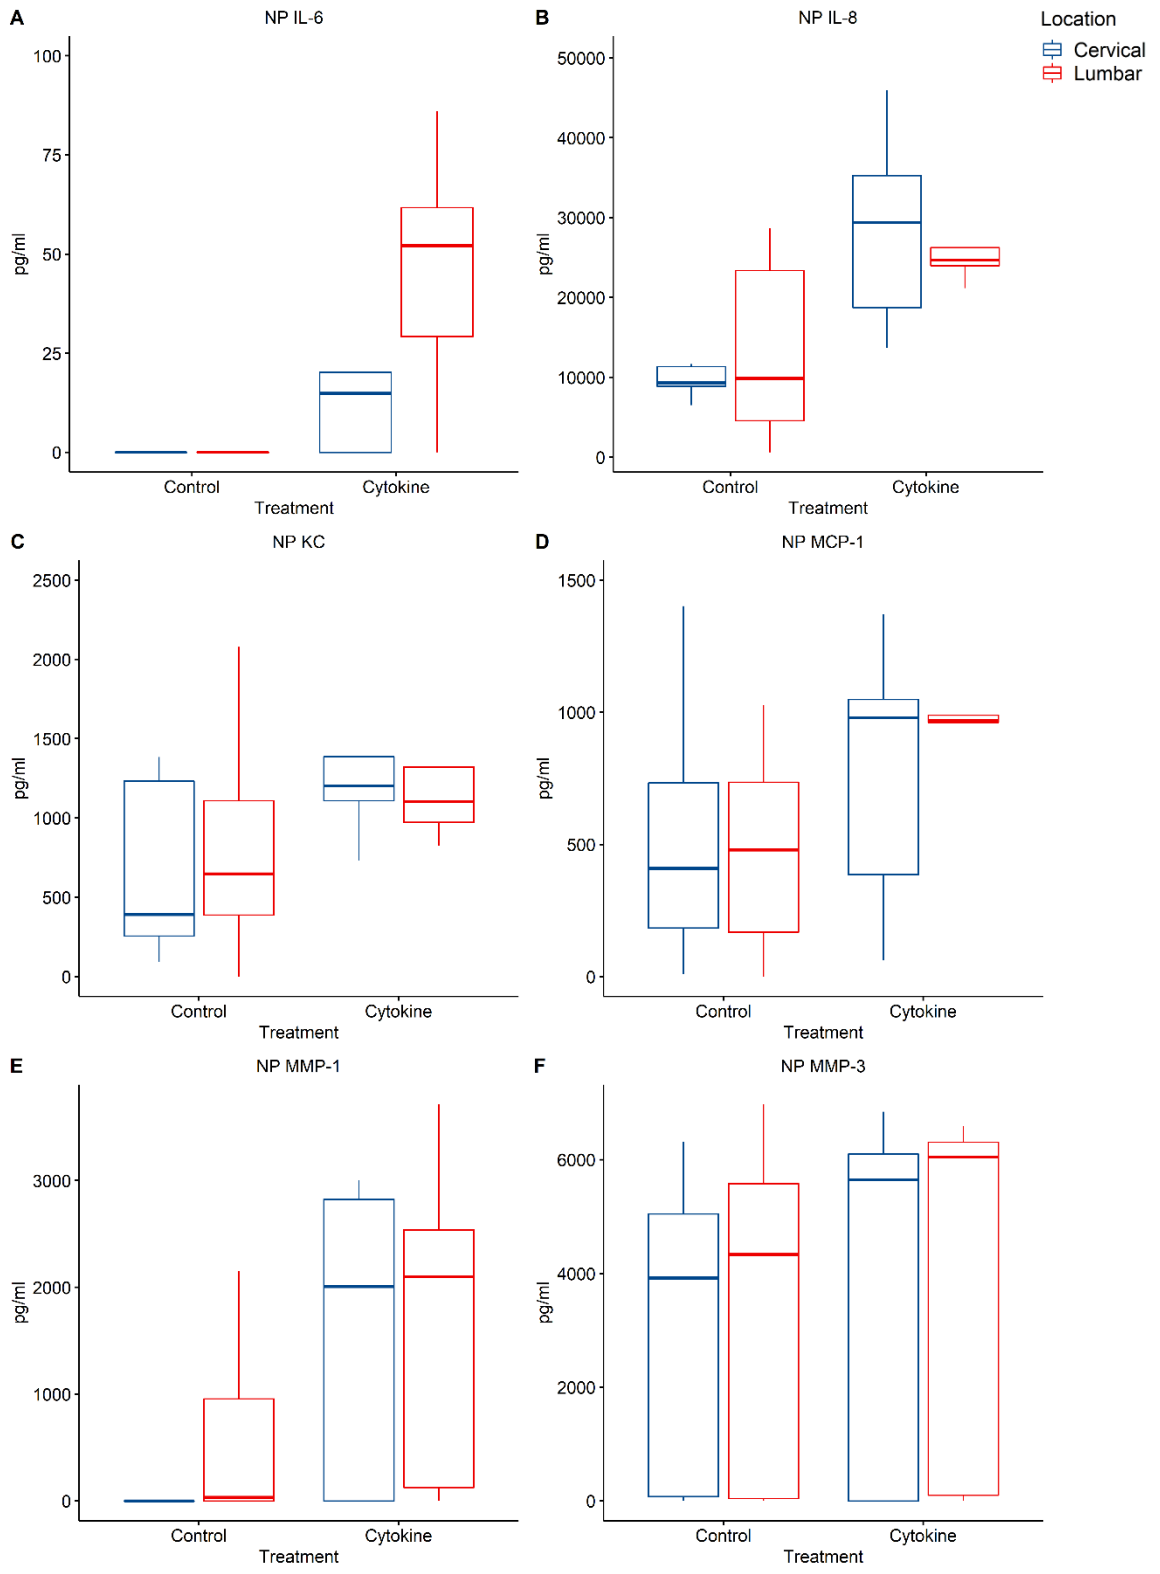 A
NP IL-6
100
75
50
25
0
pg/ml
Control
Cytokine
Treatment
B
NP IL-8
50000
40000
30000
20000
10000
0
pg/ml
Control
Cytokine
Treatment
Location
Cervical
Lumbar
C
NP KC
2500
2000
1500
1000
500
0
pg/ml
Control
Cytokine
Treatment
D
NP MCP-1
1500
1000
500
0
pg/ml
Control
Cytokine
Treatment
E
NP MMP-1
3000
2000
1000
0
pg/ml
Control
Cytokine
Treatment
F
NP MMP-3
6000
4000
2000
0
pg/ml
Control
Cytokine
Treatment